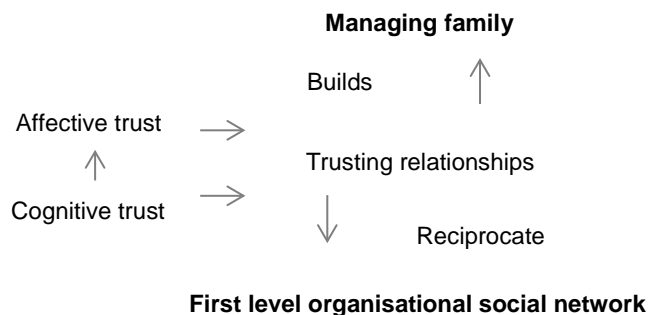 Managing family
Builds
Affective trust
Trusting relationships
Cognitive trust
Reciprocate
First level organisational social network